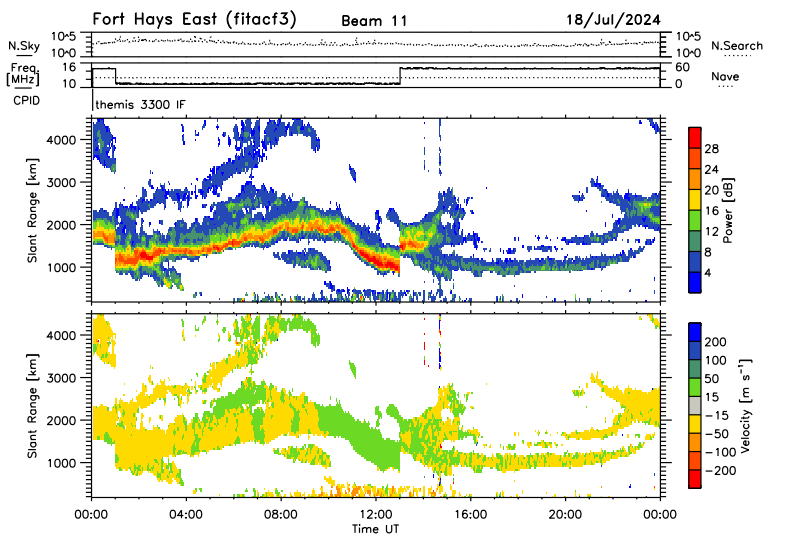 Fort Hays East (fitacf3) Beam 11 18/Jul/2024
N.Sky 10^5 10^0 10^5 10^0 N.Search
Freq. [MHz] 16 10 60 0 Nave
CPID themis 3300 IF
Slant Range [km] 4000 3000 2000 1000
28 24 20 16 12 8 4 Power [dB]
Slant Range [km] 4000 3000 2000 1000
200 100 50 15 −15 −50 −100 −200 Velocity [m s⁻¹]
00:00 04:00 08:00 12:00 16:00 20:00 00:00
Time UT